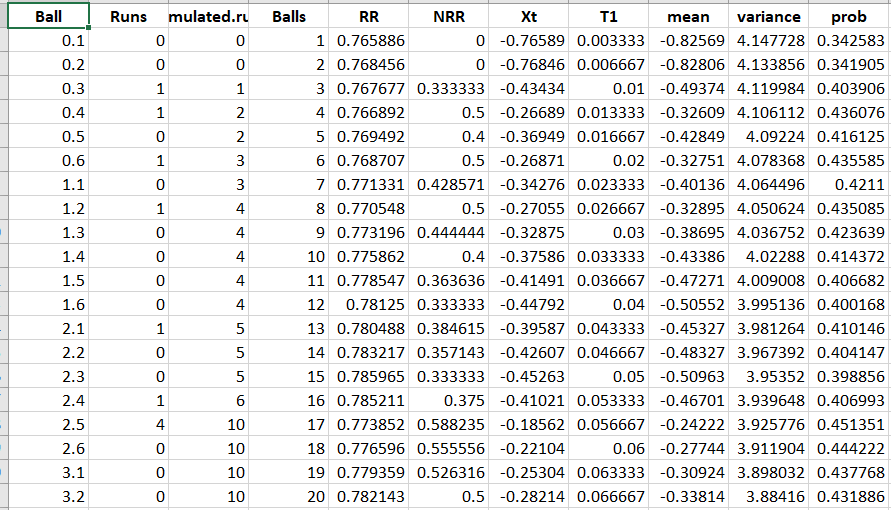 Ball Runs mulated.ru Balls RR NRR Xt T1 mean variance prob
0.1 0 0 1 0.765886 0 -0.76589 0.003333 -0.82569 4.147728 0.342583
0.2 0 0 2 0.768456 0 -0.76846 0.006667 -0.82806 4.133856 0.341905
0.3 1 1 3 0.767677 0.333333 -0.43434 0.01 -0.49374 4.119984 0.403906
0.4 1 2 4 0.766892 0.5 -0.26689 0.013333 -0.32609 4.106112 0.436076
0.5 0 2 5 0.769492 0.4 -0.36949 0.016667 -0.42849 4.09224 0.416125
0.6 1 3 6 0.768707 0.5 -0.26871 0.02 -0.32751 4.078368 0.435585
1.1 0 3 7 0.771331 0.428571 -0.34276 0.023333 -0.40136 4.064496 0.4211
1.2 1 4 8 0.770548 0.5 -0.27055 0.026667 -0.32895 4.050624 0.435085
1.3 0 4 9 0.773196 0.444444 -0.32875 0.03 -0.38695 4.036752 0.423639
1.4 0 4 10 0.775862 0.4 -0.37586 0.033333 -0.43386 4.02288 0.414372
1.5 0 4 11 0.778547 0.363636 -0.41491 0.036667 -0.47271 4.009008 0.406682
1.6 0 4 12 0.78125 0.333333 -0.44792 0.04 -0.50552 3.995136 0.400168
2.1 1 5 13 0.780488 0.384615 -0.39587 0.043333 -0.45327 3.981264 0.410146
2.2 0 5 14 0.783217 0.357143 -0.42607 0.046667 -0.48327 3.967392 0.404147
2.3 0 5 15 0.785965 0.333333 -0.45263 0.05 -0.50963 3.95352 0.398856
2.4 1 6 16 0.785211 0.375 -0.41021 0.053333 -0.46701 3.939648 0.406993
2.5 4 10 17 0.773852 0.588235 -0.18562 0.056667 -0.24222 3.925776 0.451351
2.6 0 10 18 0.776596 0.555556 -0.22104 0.06 -0.27744 3.911904 0.444222
3.1 0 10 19 0.779359 0.526316 -0.25304 0.063333 -0.30924 3.898032 0.437768
3.2 0 10 20 0.782143 0.5 -0.28214 0.066667 -0.33814 3.88416 0.431886